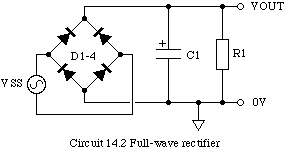 VOUT
+
D1-4
C1
R1
VSS
0V
Circuit 14.2 Full-wave rectifier